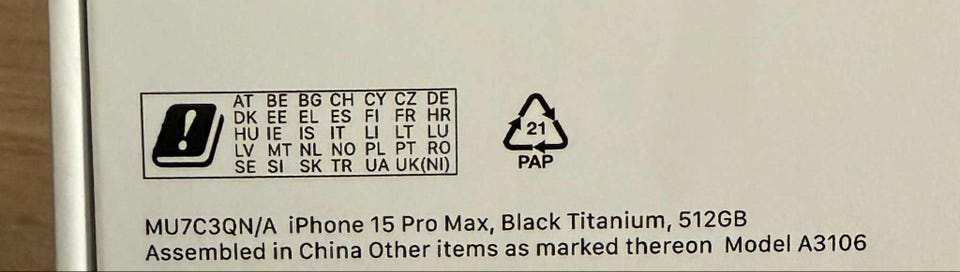 AT BE BG CH CY CZ DE
DK EE EL ES FI FR HR
HU IE IS IT LI LT LU
LV MT NL NO PL PT RO
SE SI SK TR UA UK(NI)
21
PAP
MU7C3QN/A iPhone 15 Pro Max, Black Titanium, 512GB
Assembled in China Other items as marked thereon Model A3106